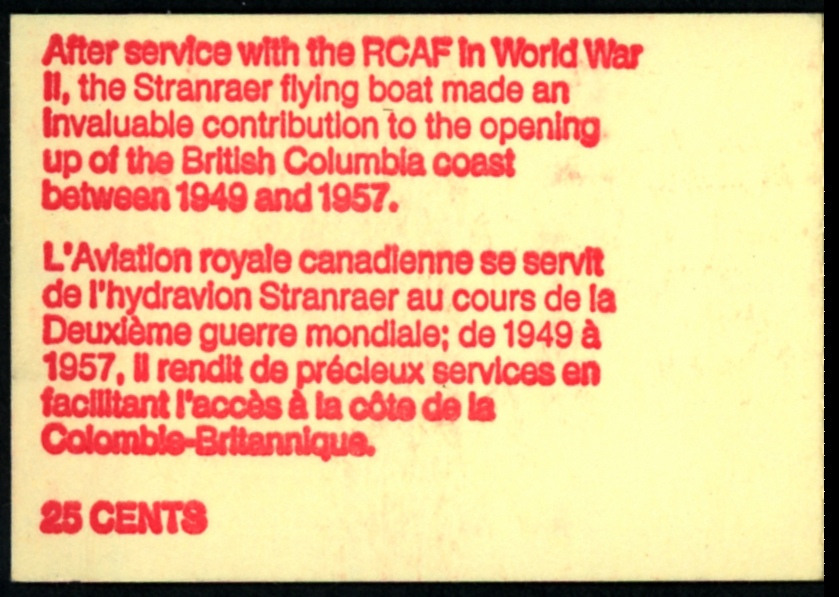 After service with the RCAF in World War
II, the Stranraer flying boat made an
invaluable contribution to the opening
up of the British Columbia coast
between 1949 and 1957.
L'Aviation royale canadienne se servit
de l'hydravion Stranraer au cours de la
Deuxième guerre mondiale; de 1949 à
1957, il rendit de précieux services en
facilitant l'accès à la côte de la
Colombie-Britannique.
25 CENTS